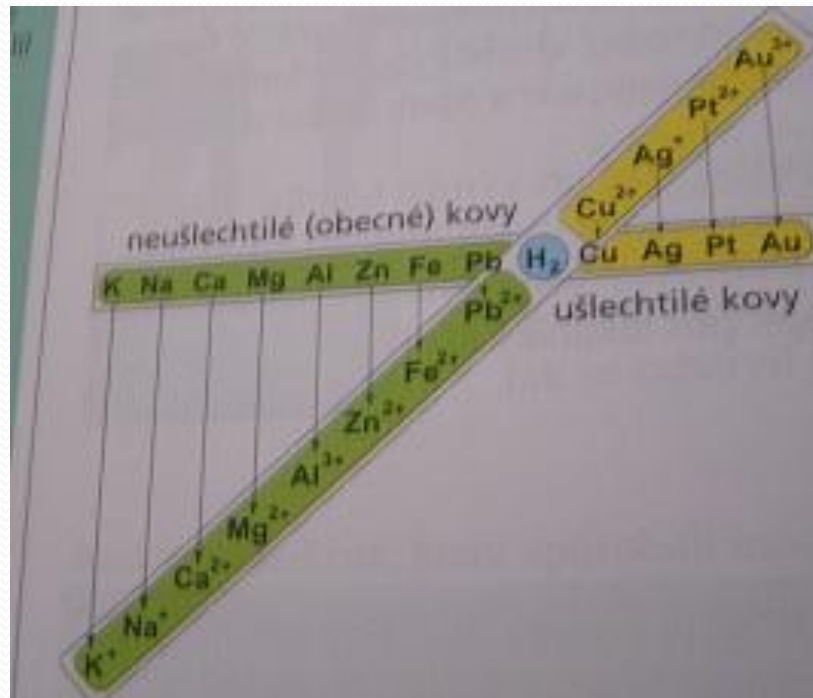 Au³⁺
Pt²⁺
Ag⁺
Cu²⁺
neušlechtilé (obecné) kovy
K Na Ca Mg Al Zn Fe Pb H₂ Cu Ag Pt Au
ušlechtilé kovy
Pb²⁺
Fe²⁺
Zn²⁺
Al³⁺
Mg²⁺
Ca²⁺
Na⁺
K⁺